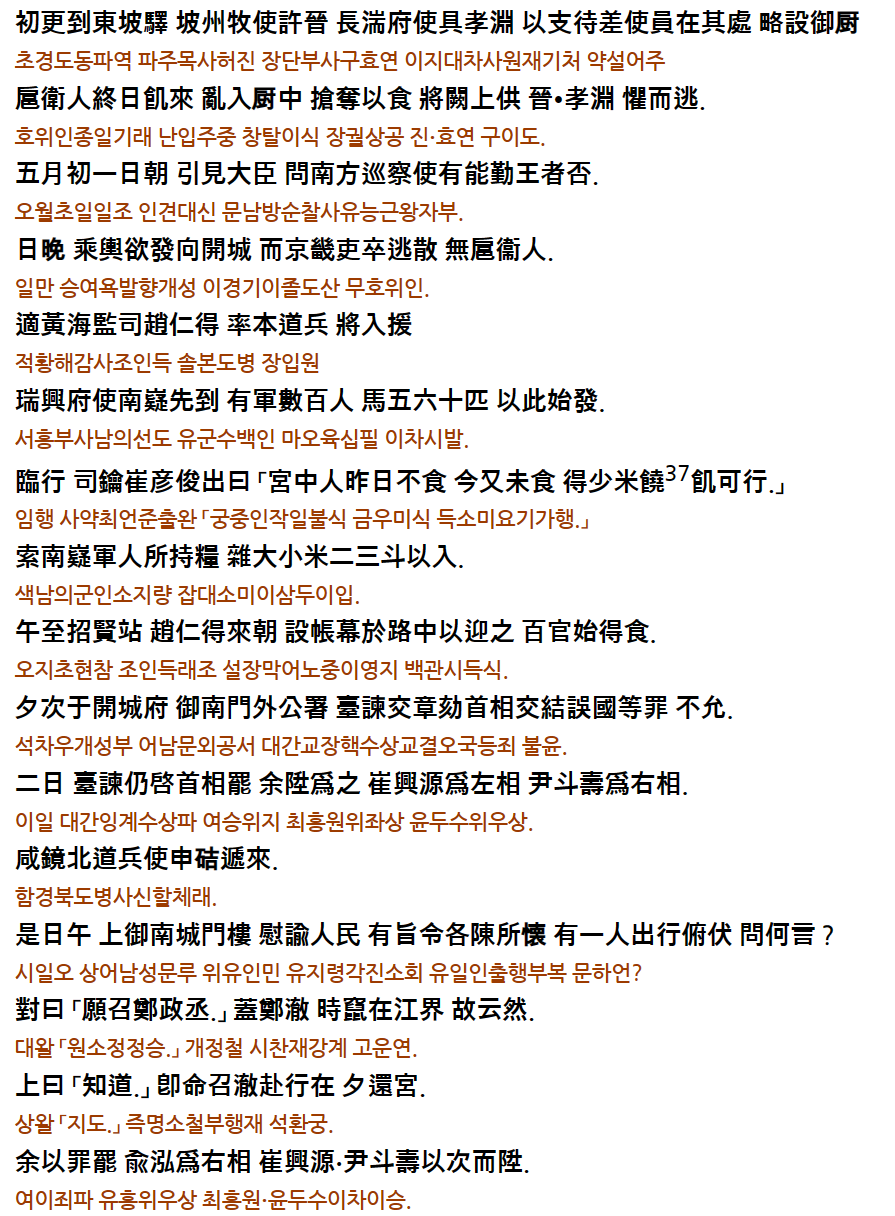 初更到東坡驛 坡州牧使許晉 長湍府使具孝淵 以支待差使員在其處 略設御厨
초경도동파역 파주목사허진 장단부사구효연 이지대차사원재기처 약설어주
扈衛人終日飢來 亂入厨中 搶奪以食 將闕上供 晉•孝淵 懼而逃.
호위인종일기래 난입주중 창탈이식 장궐상공 진·효연 구이도.
五月初一日朝 引見大臣 問南方巡察使有能勤王者否.
오월초일일조 인견대신 문남방순찰사유능근왕자부.
日晩 乘輿欲發向開城 而京畿吏卒逃散 無扈衛人.
일만 승여욕발향개성 이경기이졸도산 무호위인.
適黃海監司趙仁得 率本道兵 將入援
적황해감사조인득 솔본도병 장입원
瑞興府使南嶷先到 有軍數百人 馬五六十匹 以此始發.
서흥부사남의선도 유군수백인 마오육십필 이차시발.
臨行 司鑰崔彦俊出曰「宮中人昨日不食 今又未食 得少米饒37飢可行.」
임행 사약최언준출완「궁중인작일불식 금우미식 득소미요기가행.」
索南嶷軍人所持糧 雜大小米二三斗以入.
색남의군인소지량 잡대소미이삼두이입.
午至招賢站 趙仁得來朝 設帳幕於路中以迎之 百官始得食.
오지초현참 조인득래조 설장막어노중이영지 백관시득식.
夕次于開城府 御南門外公署 臺諫交章劾首相交結誤國等罪 不允.
석차우개성부 어남문외공서 대간교장핵수상교결오국등죄 불윤.
二日 臺諫仍啓首相罷 余陞爲之 崔興源爲左相 尹斗壽爲右相.
이일 대간잉계수상파 여승위지 최흥원위좌상 윤두수위우상.
咸鏡北道兵使申硈遞來.
함경북도병사신할체래.
是日午 上御南城門樓 慰諭人民 有旨令各陳所懷 有一人出行俯伏 問何言?
시일오 상어남성문루 위유인민 유지령각진소회 유일인출행부복 문하언?
對曰「願召鄭政丞.」蓋鄭澈 時竄在江界 故云然.
대왈「원소정정승.」개정철 시찬재강계 고운연.
上曰「知道.」卽命召澈赴行在 夕還宮.
상왈「지도.」즉명소철부행재 석환궁.
余以罪罷 兪泓爲右相 崔興源·尹斗壽以次而陞.
여이죄파 유홍위우상 최흥원·윤두수이차이승.